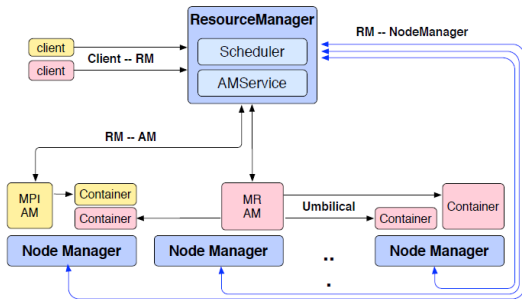 ResourceManager
client
Client -- RM
client
Scheduler
AMService
RM -- NodeManager
RM -- AM
MPI
AM
Container
Container
MR
AM
Umbilical
Container
Container
Node Manager
Node Manager
..
.
Node Manager